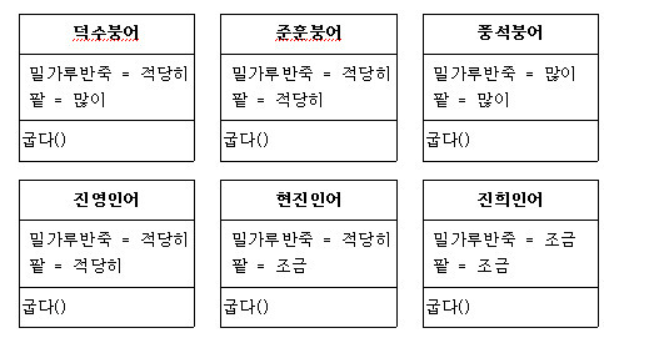 덕수붕어 준훈붕어 풍석붕어
밀가루반죽 = 적당히 밀가루반죽 = 적당히 밀가루반죽 = 많이
팥 = 많이 팥 = 적당히 팥 = 많이
굽다() 굽다() 굽다()
진영인어 현진인어 진희인어
밀가루반죽 = 적당히 밀가루반죽 = 적당히 밀가루반죽 = 조금
팥 = 적당히 팥 = 조금 팥 = 조금
굽다() 굽다() 굽다()